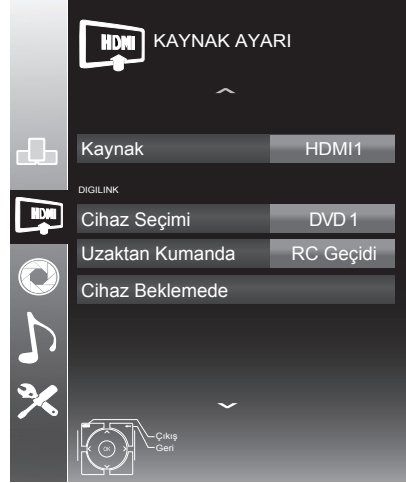 HDMI KAYNAK AYARI
Kaynak HDMI1
DIGILINK
HDMI
Cihaz Seçimi DVD 1
Uzaktan Kumanda RC Geçidi
Cihaz Beklemede
Çıkış
OK
Geri